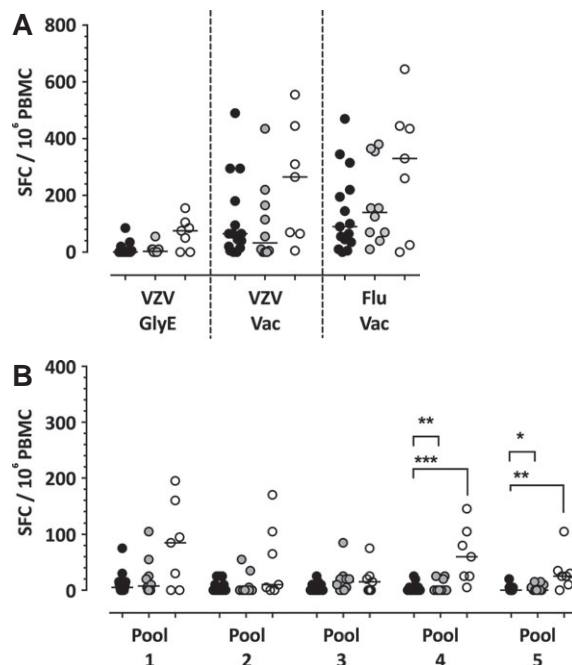 A
800
600
400
200
0
SFC / 10⁶ PBMC
VZV VZV Flu
GlyE Vac Vac
B
400
300
200
100
0
SFC / 10⁶ PBMC
** *
*** **
Pool Pool Pool Pool Pool
1 2 3 4 5